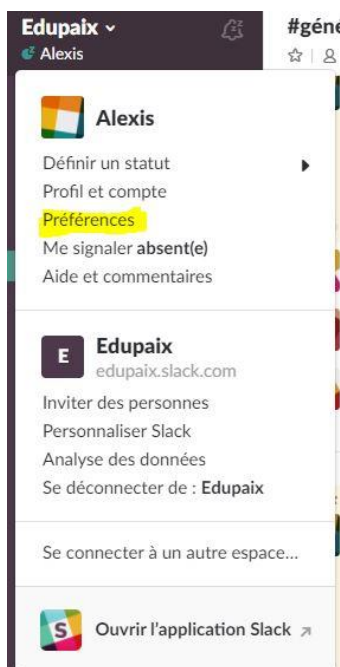 Edupaix
#géné
Alexis
8
Alexis
Définir un statut
Profil et compte
Préférences
Me signaler absent(e)
Aide et commentaires
E
Edupaix
edupaix.slack.com
Inviter des personnes
Personnaliser Slack
Analyse des données
Se déconnecter de : Edupaix
Se connecter à un autre espace...
S
Ouvrir l'application Slack